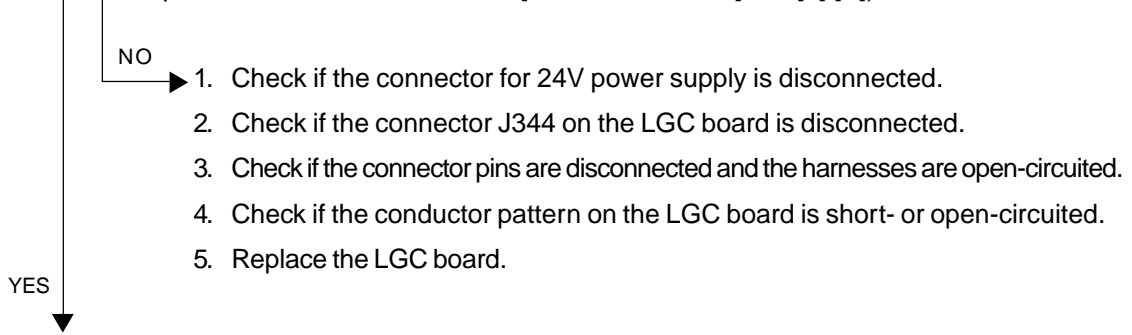 NO
1. Check if the connector for 24V power supply is disconnected.
2. Check if the connector J344 on the LGC board is disconnected.
3. Check if the connector pins are disconnected and the harnesses are open-circuited.
4. Check if the conductor pattern on the LGC board is short- or open-circuited.
5. Replace the LGC board.
YES